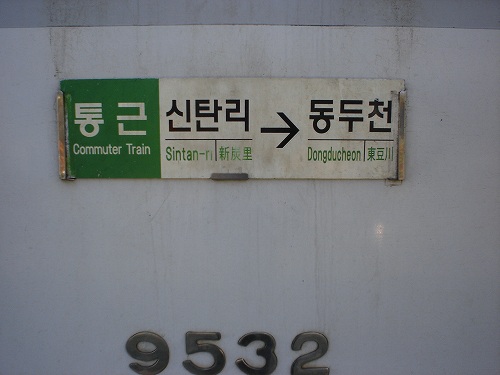 통근 신탄리 → 동두천
Commuter Train Sintan-ri 新炭里 Dongducheon 東豆川
9532